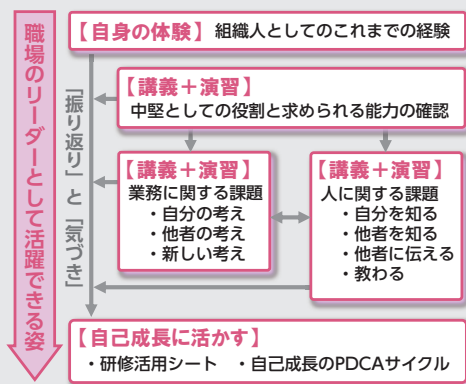 職場のリーダーとして活躍できる姿
【自身の体験】 組織人としてのこれまでの経験
「振り返り」と「気づき」
【講義＋演習】
中堅としての役割と求められる能力の確認
【講義＋演習】
業務に関する課題
・自分の考え
・他者の考え
・新しい考え
【講義＋演習】
人に関する課題
・自分を知る
・他者を知る
・他者に伝える
・教わる
【自己成長に活かす】
・研修活用シート ・自己成長のPDCAサイクル